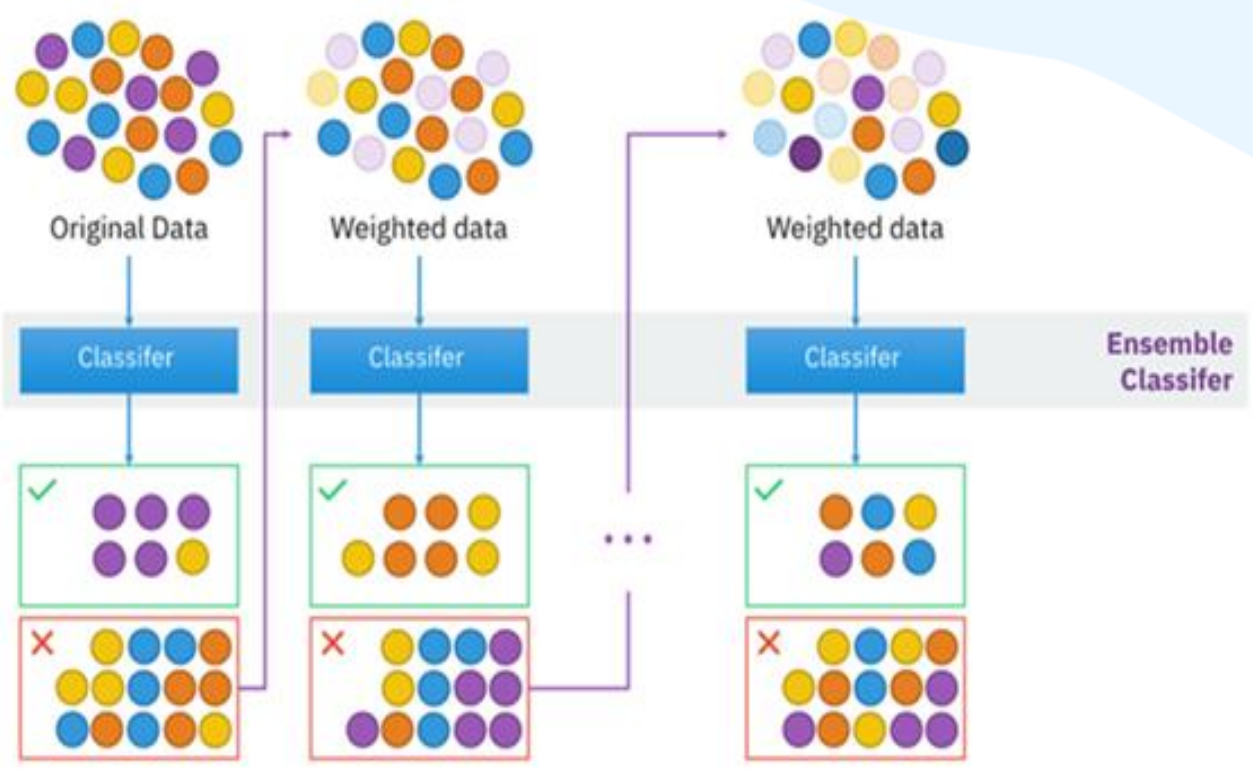 Original Data
Weighted data
Weighted data
Classifer
Classifer
Classifer
Ensemble
Classifer